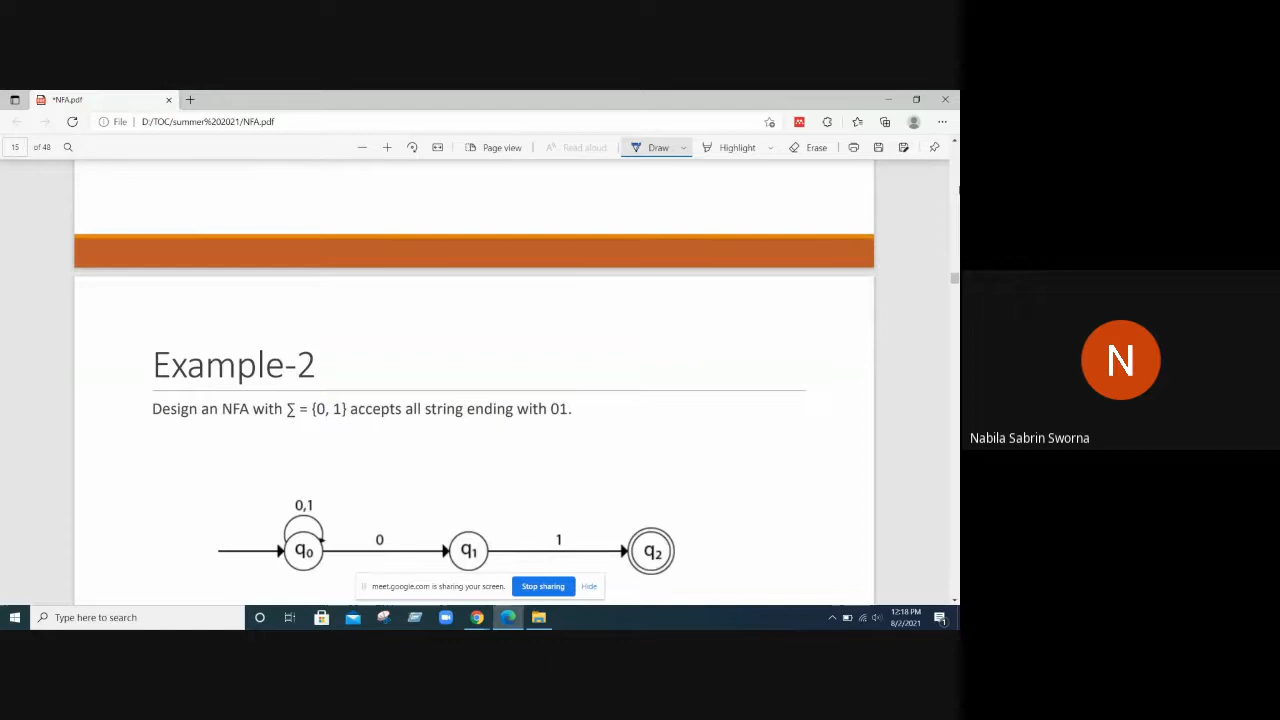 *NFA.pdf
File
D:/TOC/summer%202021/NFA.pdf
15 of 48
Page view
Read aloud
Draw
Highlight
Erase
Example-2
Design an NFA with ∑ = {0, 1} accepts all string ending with 01.
0,1
0
1
q₀
q₁
q₂
meet.google.com is sharing your screen.
Stop sharing
Hide
Type here to search
12:18 PM
8/2/2021
N
Nabila Sabrin Sworna